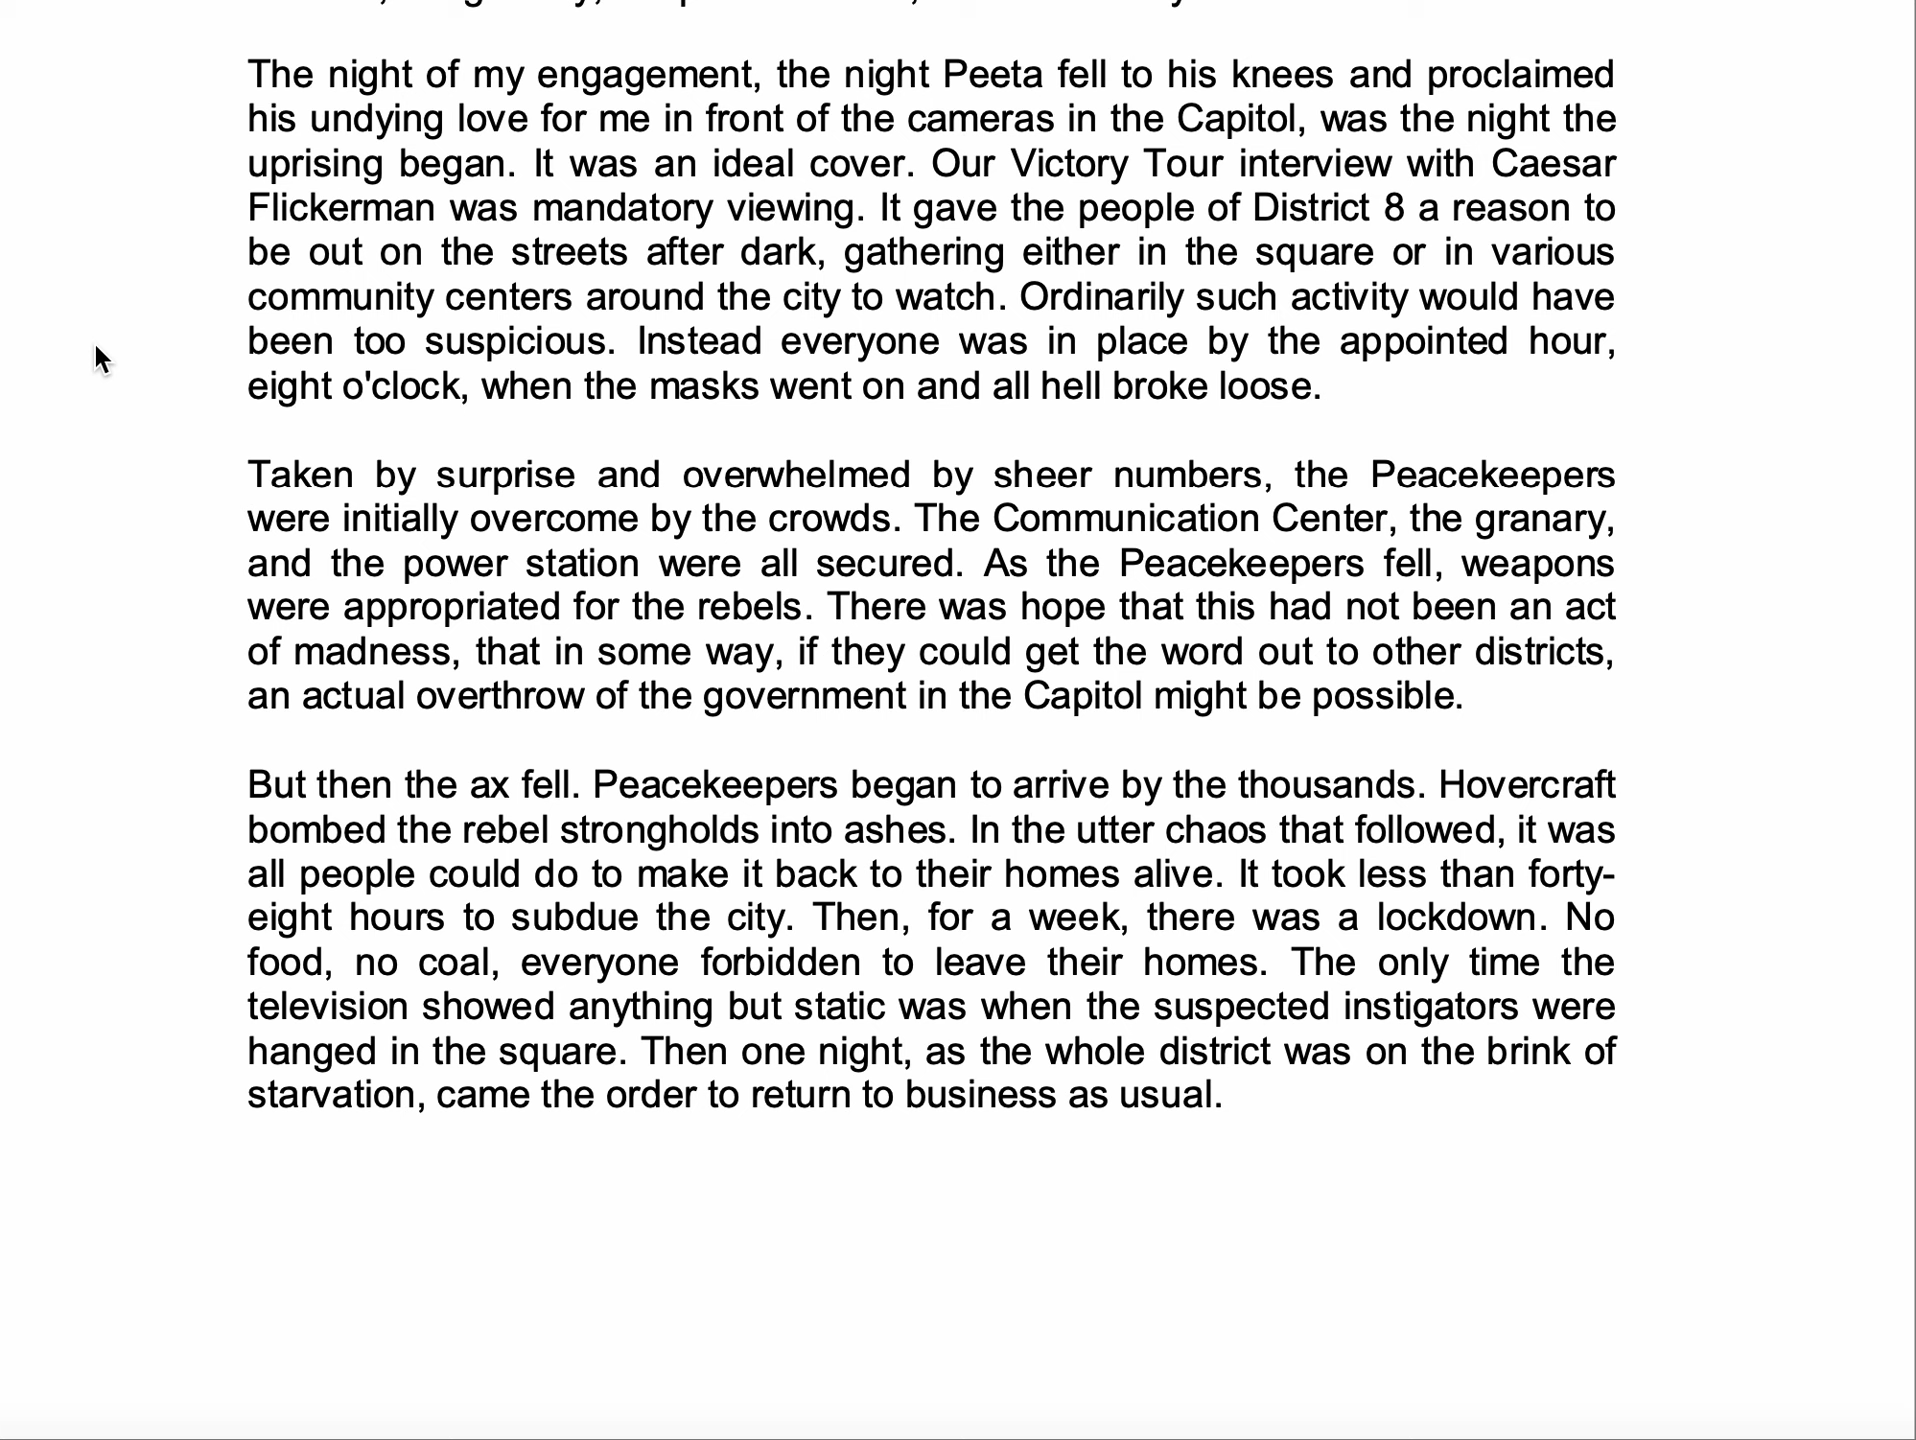 The night of my engagement, the night Peeta fell to his knees and proclaimed
his undying love for me in front of the cameras in the Capitol, was the night the
uprising began. It was an ideal cover. Our Victory Tour interview with Caesar
Flickerman was mandatory viewing. It gave the people of District 8 a reason to
be out on the streets after dark, gathering either in the square or in various
community centers around the city to watch. Ordinarily such activity would have
been too suspicious. Instead everyone was in place by the appointed hour,
eight o'clock, when the masks went on and all hell broke loose.
Taken by surprise and overwhelmed by sheer numbers, the Peacekeepers
were initially overcome by the crowds. The Communication Center, the granary,
and the power station were all secured. As the Peacekeepers fell, weapons
were appropriated for the rebels. There was hope that this had not been an act
of madness, that in some way, if they could get the word out to other districts,
an actual overthrow of the government in the Capitol might be possible.
But then the ax fell. Peacekeepers began to arrive by the thousands. Hovercraft
bombed the rebel strongholds into ashes. In the utter chaos that followed, it was
all people could do to make it back to their homes alive. It took less than forty-
eight hours to subdue the city. Then, for a week, there was a lockdown. No
food, no coal, everyone forbidden to leave their homes. The only time the
television showed anything but static was when the suspected instigators were
hanged in the square. Then one night, as the whole district was on the brink of
starvation, came the order to return to business as usual.